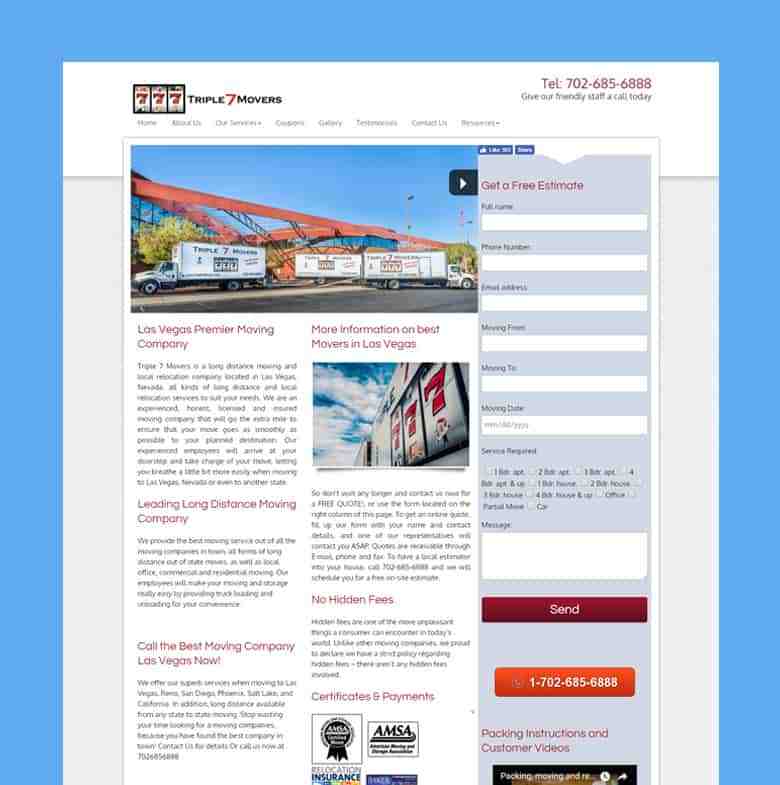 TRIPLE 7 MOVERS
Tel: 702-685-6888
Give our friendly staff a call today
Home About Us Our Services Coupons Gallery Testimonials Contact Us Resources
Like Share
TRIPLE 7 MOVERS
TRIPLE 7 MOVERS
TRIPLE 7 MOVERS
Las Vegas Premier Moving
Company
Triple 7 Movers is a long distance moving and
local relocation company located in Las Vegas,
Nevada. all kinds of long distance and local
relocation services to suit your needs. We are an
experienced, honest, licensed and insured
moving company that will go the extra mile to
ensure that your move goes as smoothly as
possible to your planned destination. Our
experienced employees will arrive at your
doorstep and take charge of your move, letting
you breathe a little bit more easily when moving
to Las Vegas, Nevada or even to another state.
Leading Long Distance Moving
Company
We provide the best moving service out of all the
moving companies in town, all forms of long
distance out of state moves, as well as local,
office, commercial and residential moving. Our
employees will make your moving and storage
really easy by providing truck loading and
unloading for your convenience.
Call the Best Moving Company
Las Vegas Now!
We offer our superb services when moving to Las
Vegas, Reno, San Diego, Phoenix, Salt Lake, and
California. In addition, long distance available
from any state to state moving. Stop wasting
your time looking for a moving companies,
because you have found the best company in
town! Contact Us for details Or call us now at
7026856888
More Information on best
Movers in Las Vegas
777
So don't wait any longer and contact us now for
a FREE QUOTE!, or use the form located on the
right column of this page. To get an online quote,
fill up our form with your name and contact
details, and one of our representatives will
contact you ASAP. Quotes are receivable through
E-mail, phone and fax. To have a local estimator
into your house, call 702-685-6888 and we will
schedule you for a free on-site estimate.
No Hidden Fees
Hidden fees are one of the more unpleasant
things a consumer can encounter in today's
world. Unlike other moving companies, we proud
to declare we have a strict policy regarding
hidden fees – there aren't any hidden fees
involved.
Certificates & Payments
AMSA
American Moving and
Storage Association
RELOCATION
INSURANCE
Get a Free Estimate
Full name:
Phone Number:
Email address:
Moving From:
Moving To:
Moving Date:
mm/dd/yyyy
Service Required:
1 Bdr. apt. 2 Bdr. apt. 3 Bdr. apt. 4
Bdr. apt. & up 1 Bdr. house 2 Bdr. house
3 Bdr. house 4 Bdr. house & up Office
Partial Move Car
Message:
Send
1-702-685-6888
Packing Instructions and
Customer Videos
Packing, moving and re...